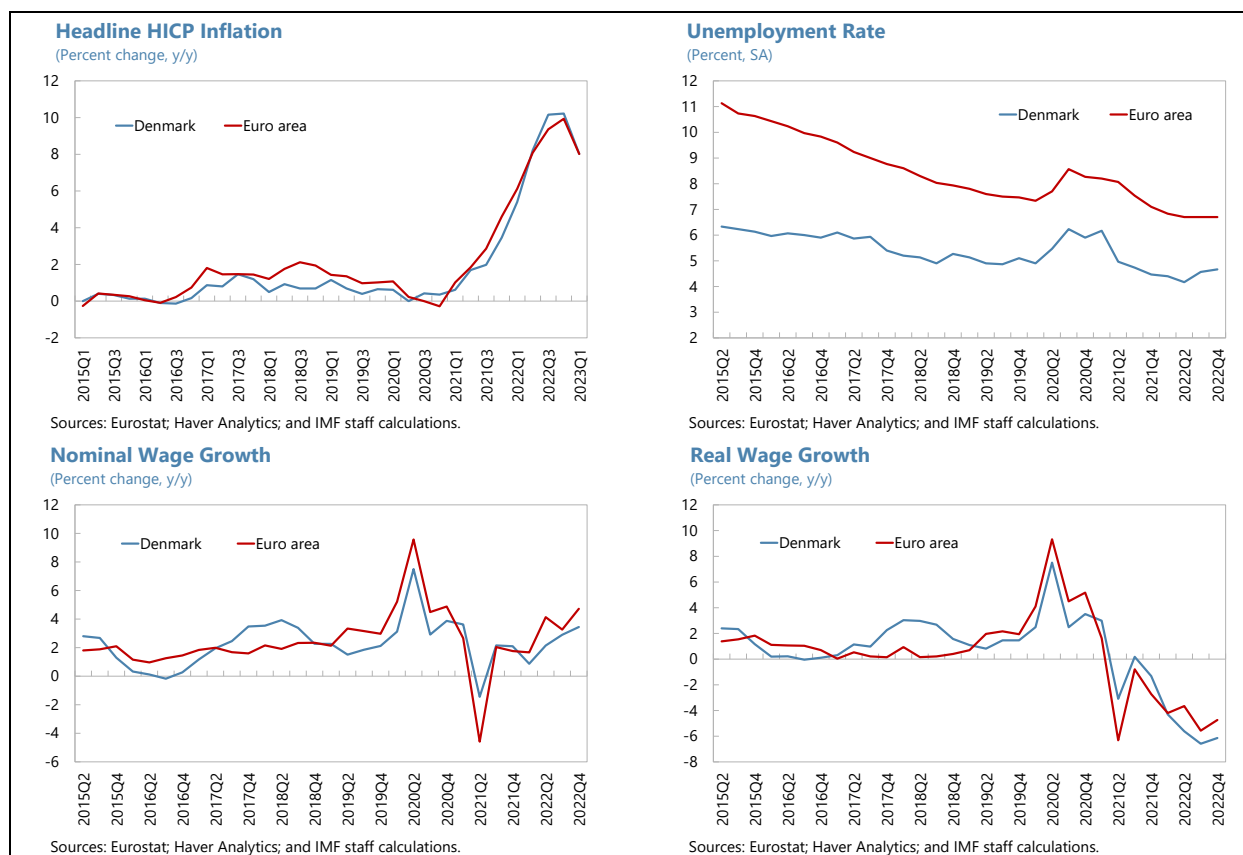 Headline HICP Inflation
(Percent change, y/y)
12
10
8
6
4
2
0
-2
Denmark
Euro area
2015Q1
2015Q3
2016Q1
2016Q3
2017Q1
2017Q3
2018Q1
2018Q3
2019Q1
2019Q3
2020Q1
2020Q3
2021Q1
2021Q3
2022Q1
2022Q3
2023Q1
Sources: Eurostat; Haver Analytics; and IMF staff calculations.
Unemployment Rate
(Percent, SA)
12
11
10
9
8
7
6
5
4
3
2
Denmark
Euro area
2015Q2
2015Q4
2016Q2
2016Q4
2017Q2
2017Q4
2018Q2
2018Q4
2019Q2
2019Q4
2020Q2
2020Q4
2021Q2
2021Q4
2022Q2
2022Q4
Sources: Eurostat; Haver Analytics; and IMF staff calculations.
Nominal Wage Growth
(Percent change, y/y)
12
10
8
6
4
2
0
-2
-4
-6
Denmark
Euro area
2015Q2
2015Q4
2016Q2
2016Q4
2017Q2
2017Q4
2018Q2
2018Q4
2019Q2
2019Q4
2020Q2
2020Q4
2021Q2
2021Q4
2022Q2
2022Q4
Sources: Eurostat; Haver Analytics; and IMF staff calculations.
Real Wage Growth
(Percent change, y/y)
12
10
8
6
4
2
0
-2
-4
-6
-8
Denmark
Euro area
2015Q2
2015Q4
2016Q2
2016Q4
2017Q2
2017Q4
2018Q2
2018Q4
2019Q2
2019Q4
2020Q2
2020Q4
2021Q2
2021Q4
2022Q2
2022Q4
Sources: Eurostat; Haver Analytics; and IMF staff calculations.